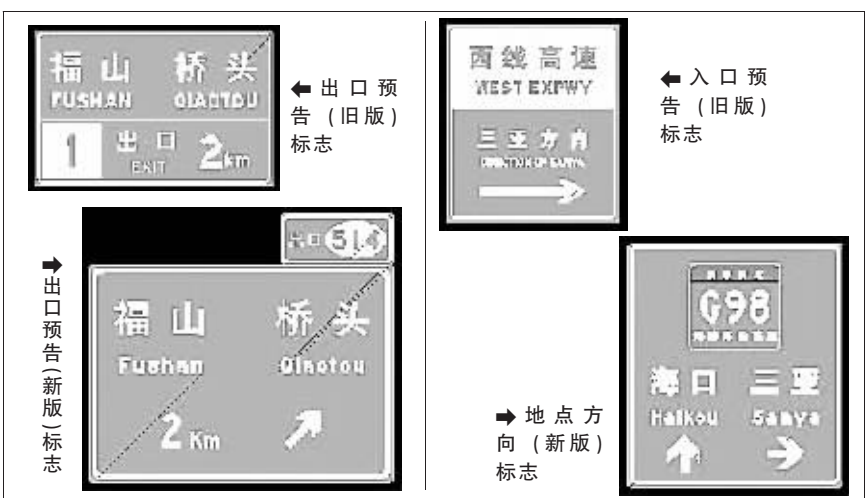 福山 桥头
FUSHAN QIAOTOU
1 出口 2km
EXIT
⬅出口预
告(旧版)
标志
西线高速
WEST EXPWY
三亚方向
⬅入口预
告(旧版)
标志
出口 514
福山 桥头
Fushan Qiaotou
2 Km
➡出口预告(新版)标志
G98
海口 三亚
Haikou Sanya
➡地点方
向(新版)
标志